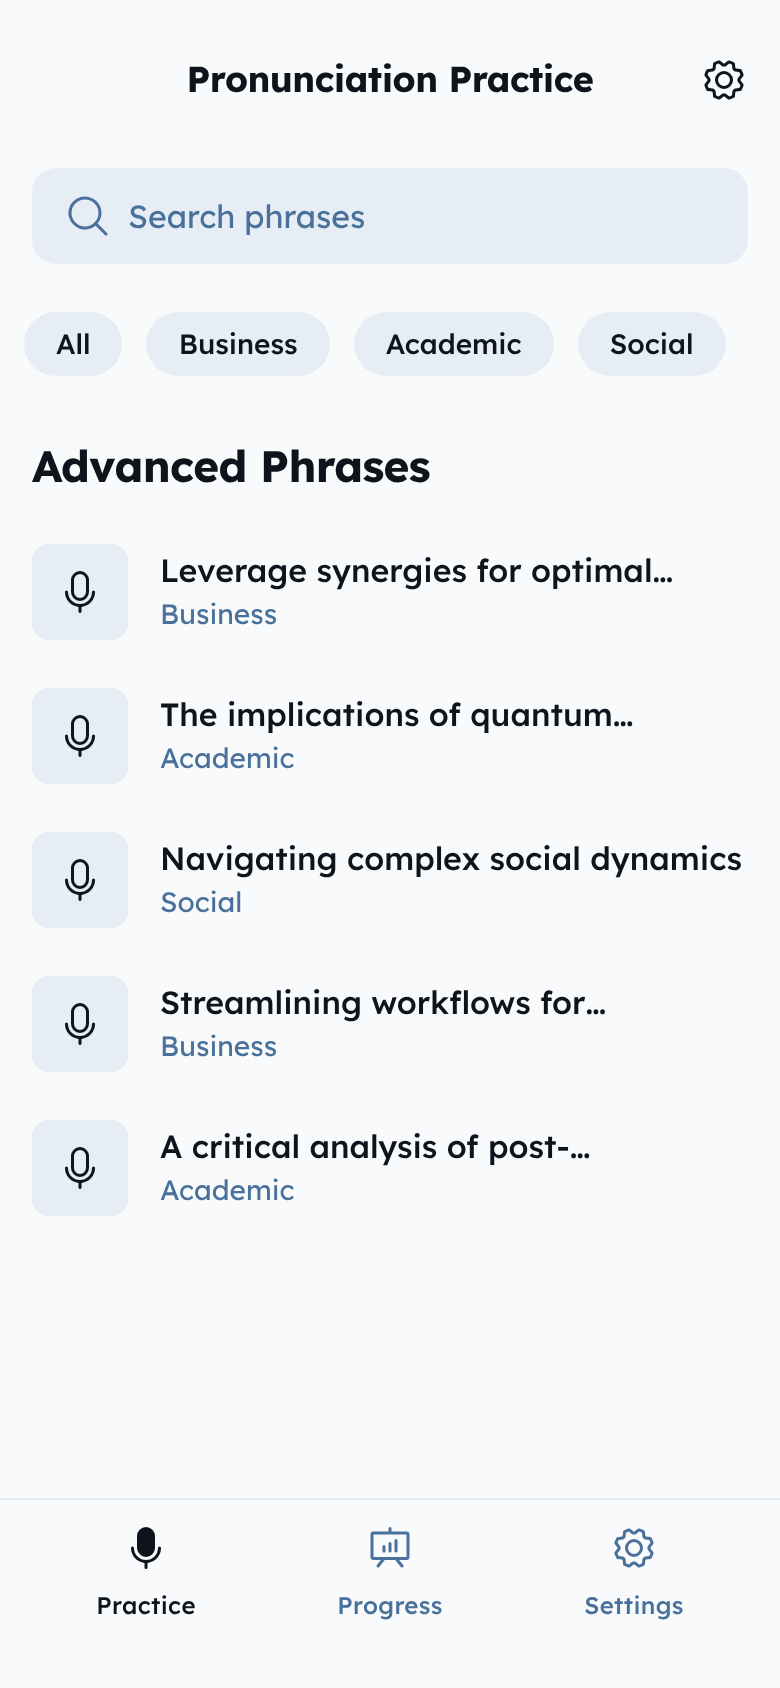 Pronunciation Practice
Search phrases
All
Business
Academic
Social
Advanced Phrases
Leverage synergies for optimal...
Business
The implications of quantum...
Academic
Navigating complex social dynamics
Social
Streamlining workflows for...
Business
A critical analysis of post-...
Academic
Practice
Progress
Settings